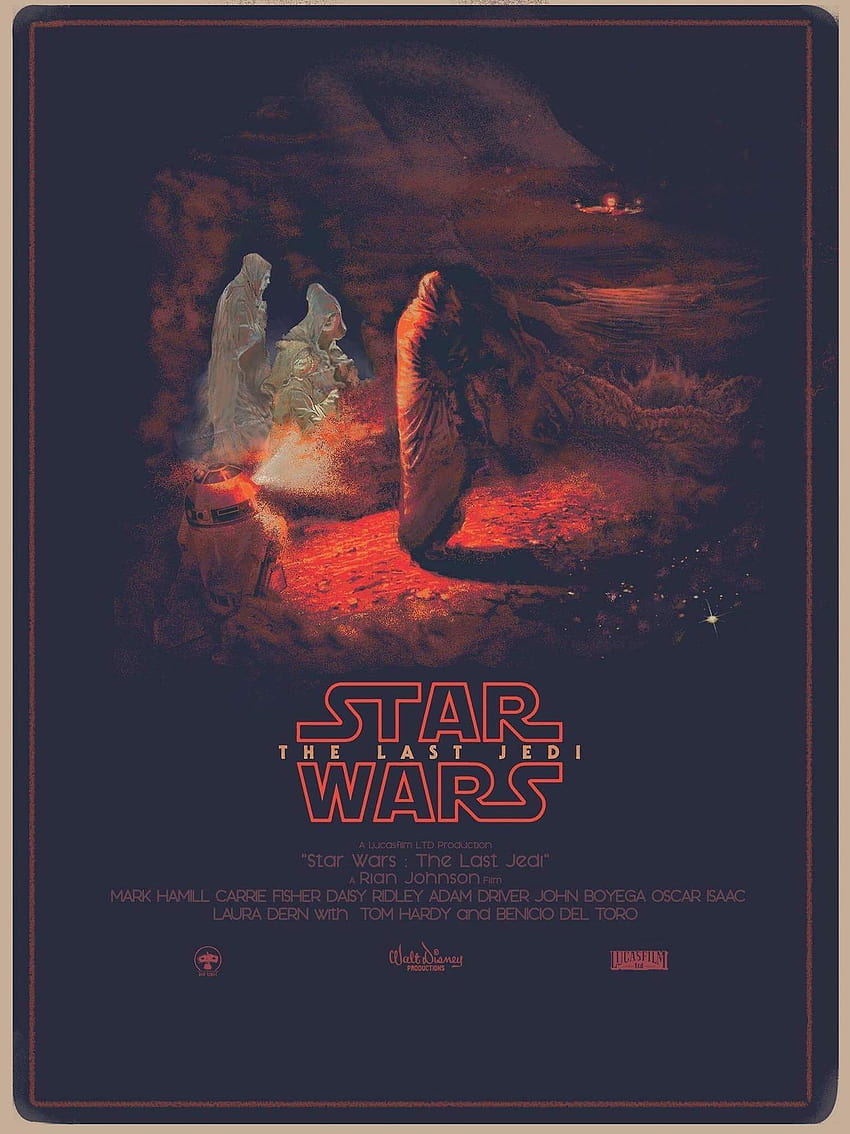 STAR
THE LAST JEDI
WARS
A Lucasfilm LTD Production
"Star Wars : The Last Jedi"
A Rian Johnson Film
MARK HAMILL CARRIE FISHER DAISY RIDLEY ADAM DRIVER JOHN BOYEGA OSCAR ISAAC
LAURA DERN with TOM HARDY and BENICIO DEL TORO
Walt Disney
PRODUCTIONS
LUCASFILM
Ltd